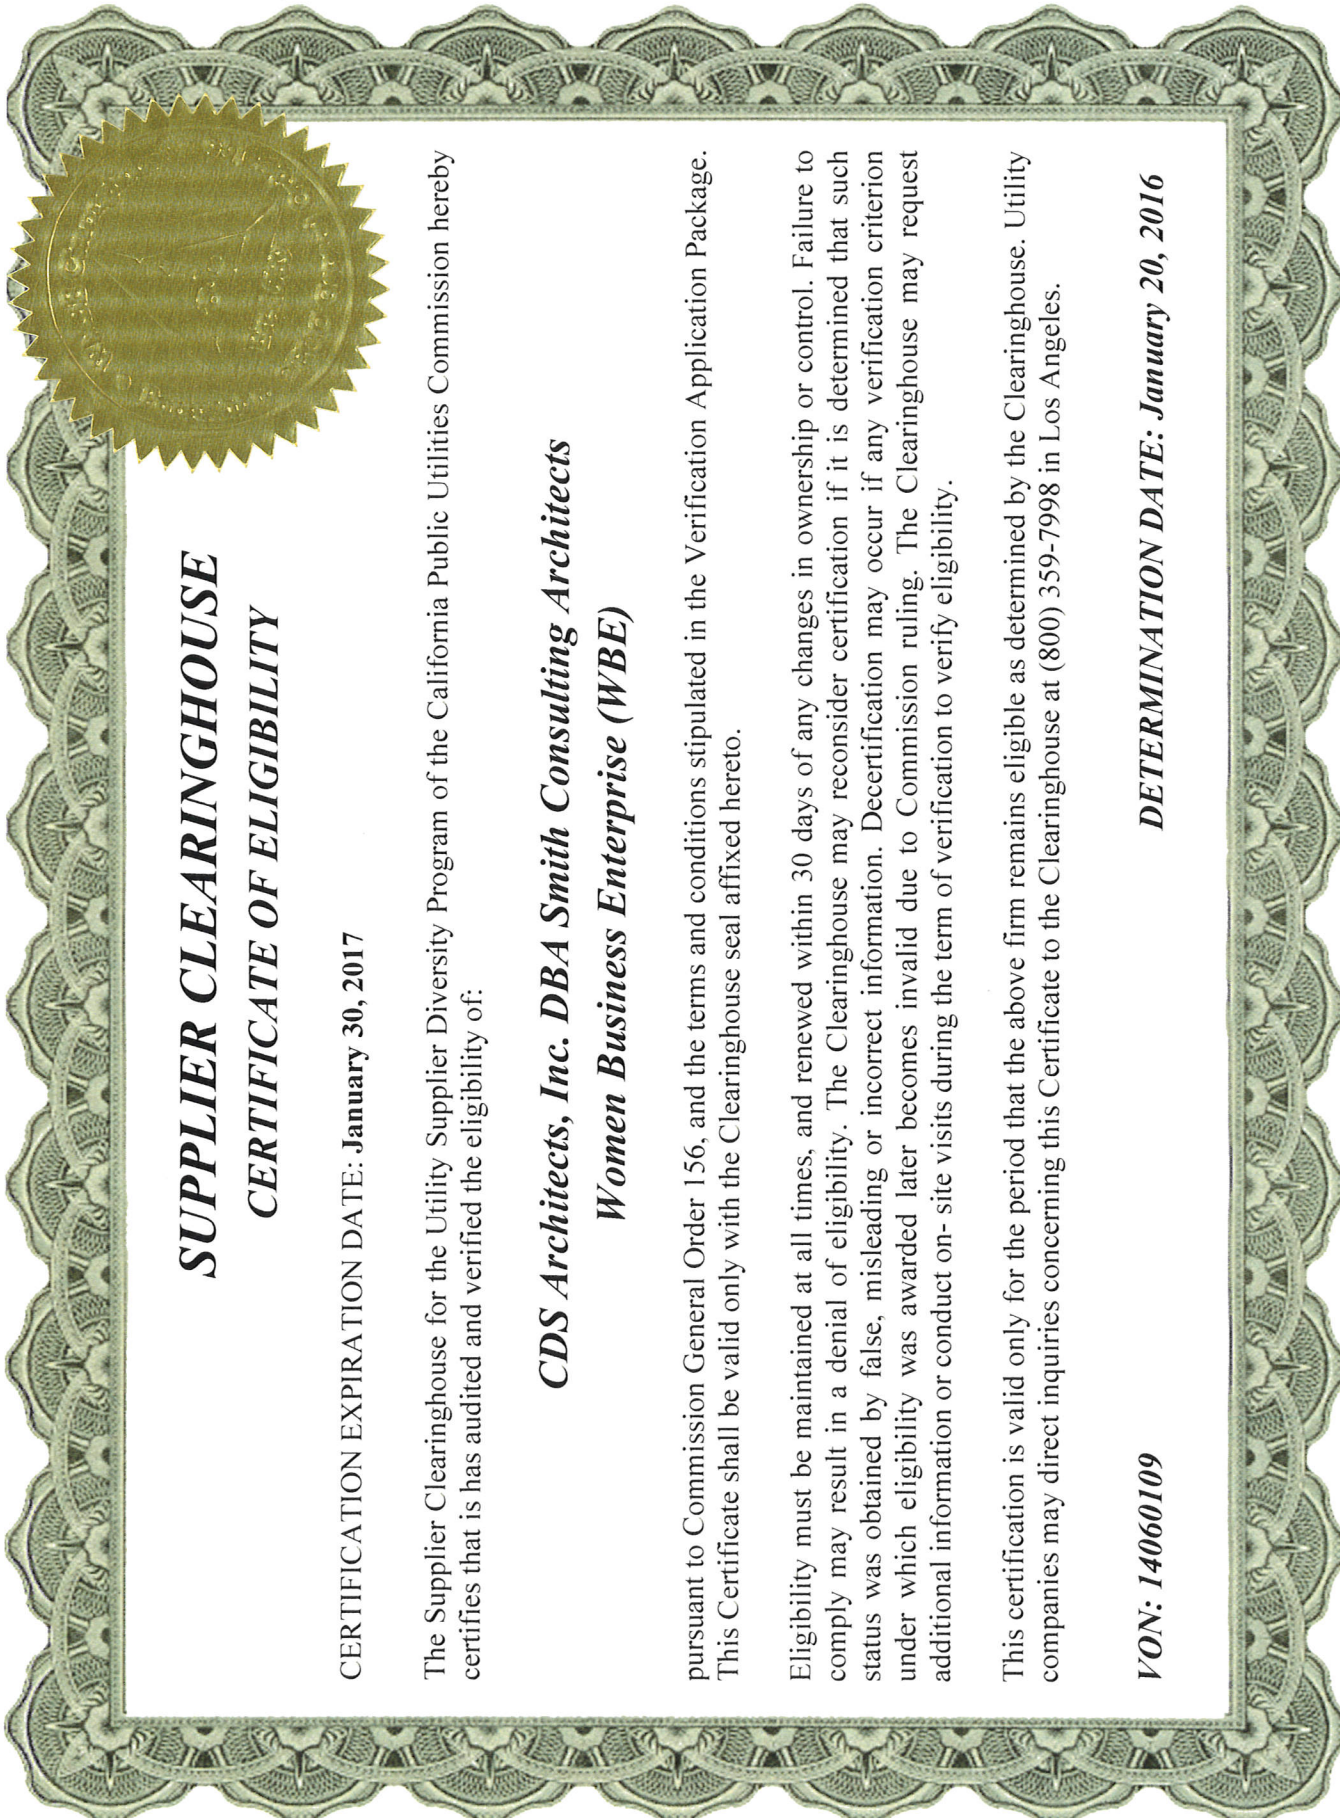 SUPPLIER CLEARINGHOUSE
CERTIFICATE OF ELIGIBILITY
CERTIFICATION EXPIRATION DATE: January 30, 2017
The Supplier Clearinghouse for the Utility Supplier Diversity Program of the California Public Utilities Commission hereby
certifies that is has audited and verified the eligibility of:
CDS Architects, Inc. DBA Smith Consulting Architects
Women Business Enterprise (WBE)
pursuant to Commission General Order 156, and the terms and conditions stipulated in the Verification Application Package.
This Certificate shall be valid only with the Clearinghouse seal affixed hereto.
Eligibility must be maintained at all times, and renewed within 30 days of any changes in ownership or control. Failure to
comply may result in a denial of eligibility. The Clearinghouse may reconsider certification if it is determined that such
status was obtained by false, misleading or incorrect information. Decertification may occur if any verification criterion
under which eligibility was awarded later becomes invalid due to Commission ruling. The Clearinghouse may request
additional information or conduct on- site visits during the term of verification to verify eligibility.
This certification is valid only for the period that the above firm remains eligible as determined by the Clearinghouse. Utility
companies may direct inquiries concerning this Certificate to the Clearinghouse at (800) 359-7998 in Los Angeles.
VON: 14060109
DETERMINATION DATE: January 20, 2016